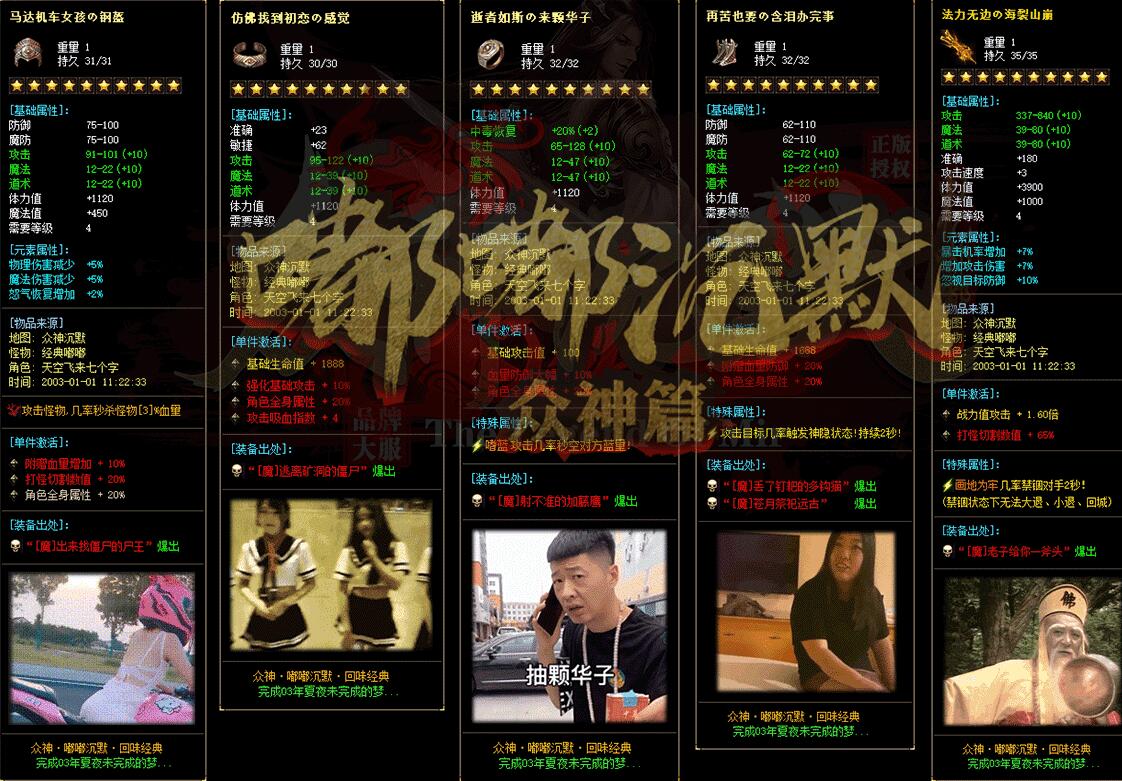 马达机车女孩の钢盔
重量 1
持久 31/31
[基础属性]:
防御 75-100
魔防 75-100
攻击 91-101(+10)
魔法 12-22(+10)
道术 12-22(+10)
体力值 +1120
魔法值 +450
需要等级 4
[元素属性]:
物理伤害减少 +5%
魔法伤害减少 +5%
怒气恢复增加 +2%
[物品来源]
地图: 众神沉默
怪物: 经典嘟嘟
角色: 天空飞来七个字
时间: 2003-01-01 11:22:33
攻击怪物,几率秒杀怪物[3]%血量
[单件激活]:
附赠血量增加 + 10%
打怪切割数值 + 20%
角色全身属性 + 20%
[装备出处]:
“[魔]出来找僵尸的尸王” 爆出
众神·嘟嘟沉默·回味经典
完成03年夏夜未完成的梦...
仿佛找到初恋の感觉
重量 1
持久 30/30
[基础属性]:
准确 +23
敏捷 +62
攻击 95-122(+10)
魔法 12-39(+10)
道术 12-39(+10)
体力值 +1120
需要等级 4
[物品来源]
地图: 众神沉默
怪物: 经典嘟嘟
角色: 天空飞来七个字
时间: 2003-01-01 11:22:33
[单件激活]:
基础生命值 + 1888
强化基础攻击 + 10%
角色全身属性 + 20%
攻击吸血指数 + 4
[装备出处]:
“[魔]逃离矿洞的僵尸” 爆出
众神·嘟嘟沉默·回味经典
完成03年夏夜未完成的梦...
逝者如斯の来颗华子
重量 1
持久 32/32
[基础属性]:
中毒恢复 +20%(+2)
攻击 65-128(+10)
魔法 12-47(+10)
道术 12-47(+10)
体力值 +1120
需要等级 4
[物品来源]
地图: 众神沉默
怪物: 经典嘟嘟
角色: 天空飞来七个字
时间: 2003-01-01 11:22:33
[单件激活]:
基础攻击值 + 100
血量防御大幅 + 10%
角色全身属性 + 20%
[特殊属性]:
嗜蓝 攻击几率秒空对方蓝量!
[装备出处]:
“[魔]射不准的加藤鹰” 爆出
抽颗华子
众神·嘟嘟沉默·回味经典
完成03年夏夜未完成的梦...
再苦也要の含泪办完事
重量 1
持久 32/32
[基础属性]:
防御 62-110
魔防 62-110
攻击 62-72(+10)
魔法 12-22(+10)
道术 12-22(+10)
体力值 +1120
需要等级 4
[物品来源]
地图: 众神沉默
怪物: 经典嘟嘟
角色: 天空飞来七个字
时间: 2003-01-01 11:22:33
[单件激活]:
基础生命值 + 1688
附赠血量防御 + 20%
角色全身属性 + 20%
[特殊属性]:
攻击目标几率触发神隐状态!持续2秒!
[装备出处]:
“[魔]丢了钉耙的多钩猫” 爆出
“[魔]苍月祭祀远古” 爆出
众神·嘟嘟沉默·回味经典
完成03年夏夜未完成的梦...
法力无边の海裂山崩
重量 1
持久 35/35
[基础属性]:
攻击 337-840(+10)
魔法 39-80(+10)
道术 39-80(+10)
准确 +180
攻击速度 +3
体力值 +3900
魔法值 +1000
需要等级 4
[元素属性]:
暴击机率增加 +7%
增加攻击伤害 +7%
忽视目标防御 +10%
[物品来源]
地图: 众神沉默
怪物: 经典嘟嘟
角色: 天空飞来七个字
时间: 2003-01-01 11:22:33
[单件激活]:
战力值攻击 + 1.60倍
打怪切割数值 + 65%
[特殊属性]:
画地为牢 几率禁锢对手2秒!
(禁锢状态下无法大退、小退、回城)
[装备出处]:
“[魔]老子给你一斧头” 爆出
佛
众神·嘟嘟沉默·回味经典
完成03年夏夜未完成的梦...
嘟嘟沉默
众神篇
正版
授权
品牌
大服